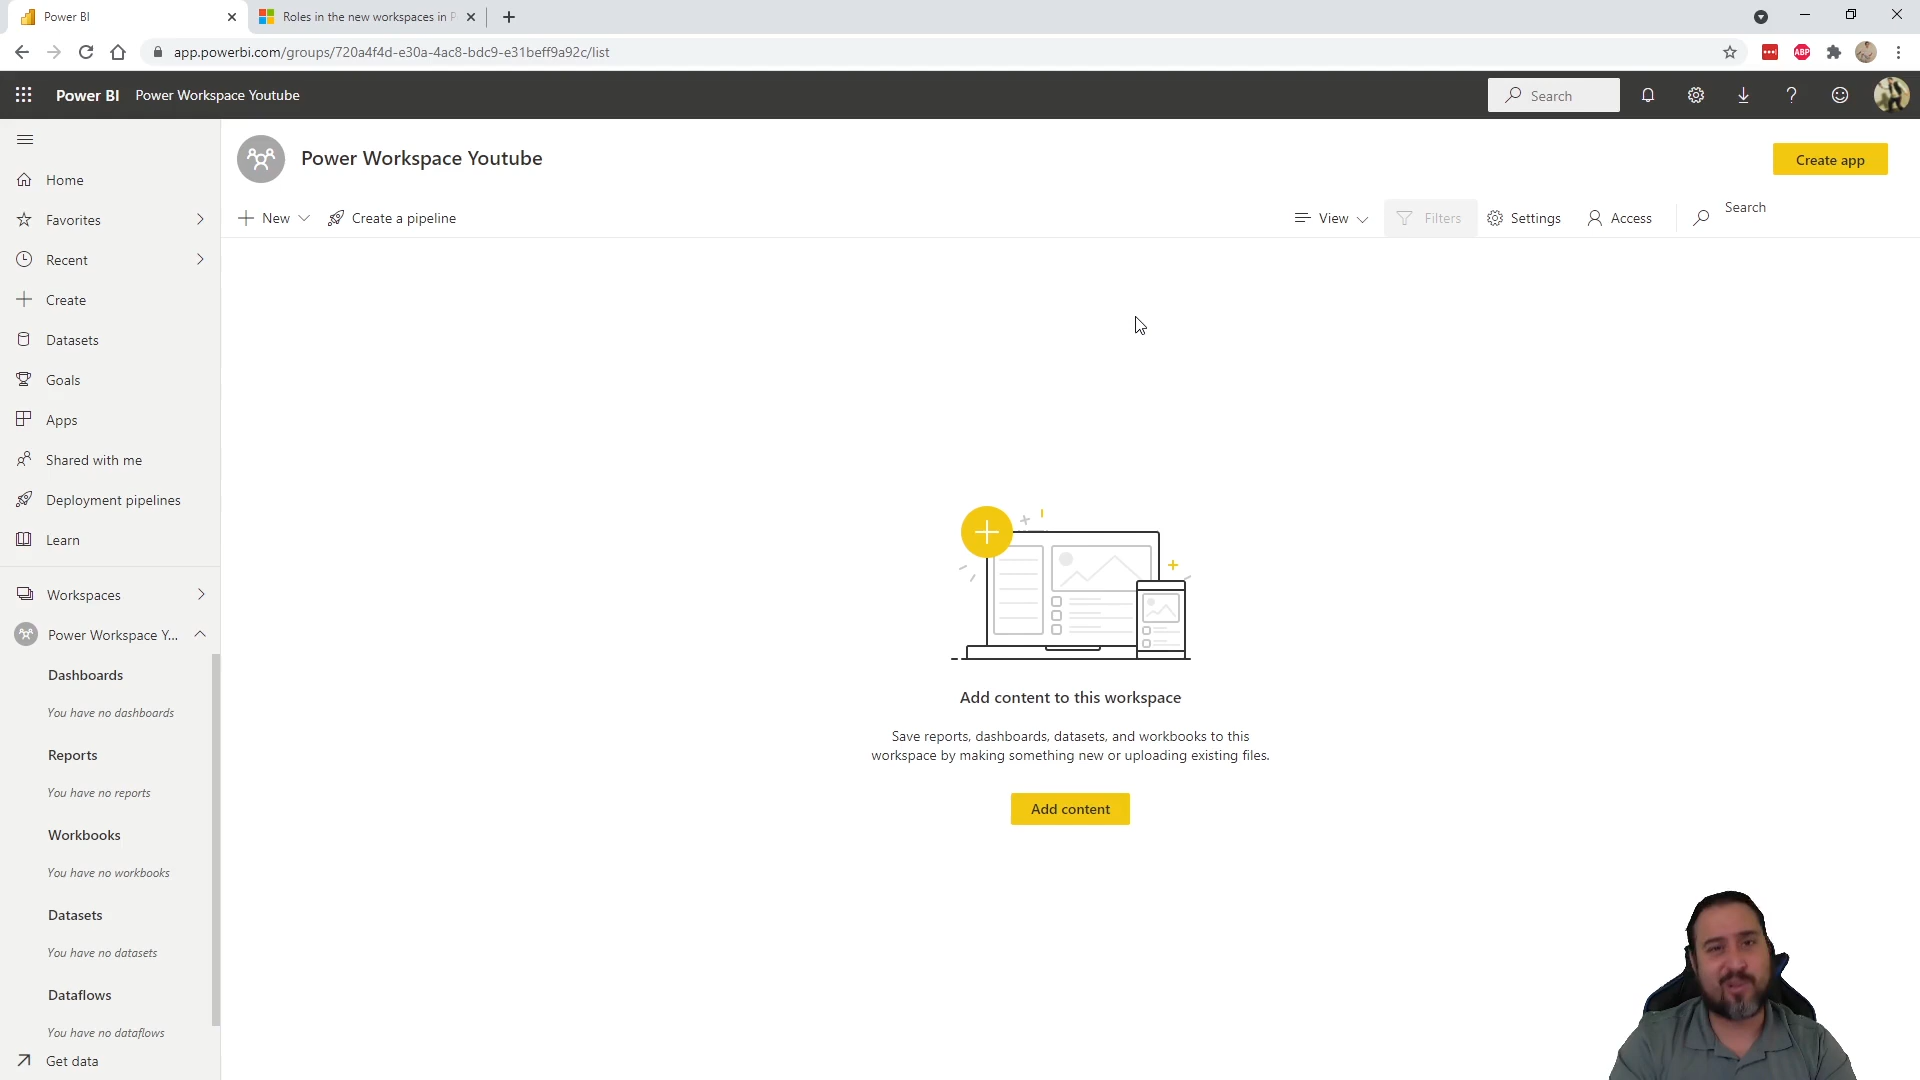 Power BI
Roles in the new workspaces in P
app.powerbi.com/groups/720a4f4d-e30a-4ac8-bdc9-e31beff9a92c/list
ABP
Power BI Power Workspace Youtube
Search
Power Workspace Youtube
Create app
New
Create a pipeline
View
Filters
Settings
Access
Search
Home
Favorites
Recent
Create
Datasets
Goals
Apps
Shared with me
Deployment pipelines
Learn
Workspaces
Power Workspace Y...
Dashboards
You have no dashboards
Reports
You have no reports
Workbooks
You have no workbooks
Datasets
You have no datasets
Dataflows
You have no dataflows
Get data
Add content to this workspace
Save reports, dashboards, datasets, and workbooks to this
workspace by making something new or uploading existing files.
Add content